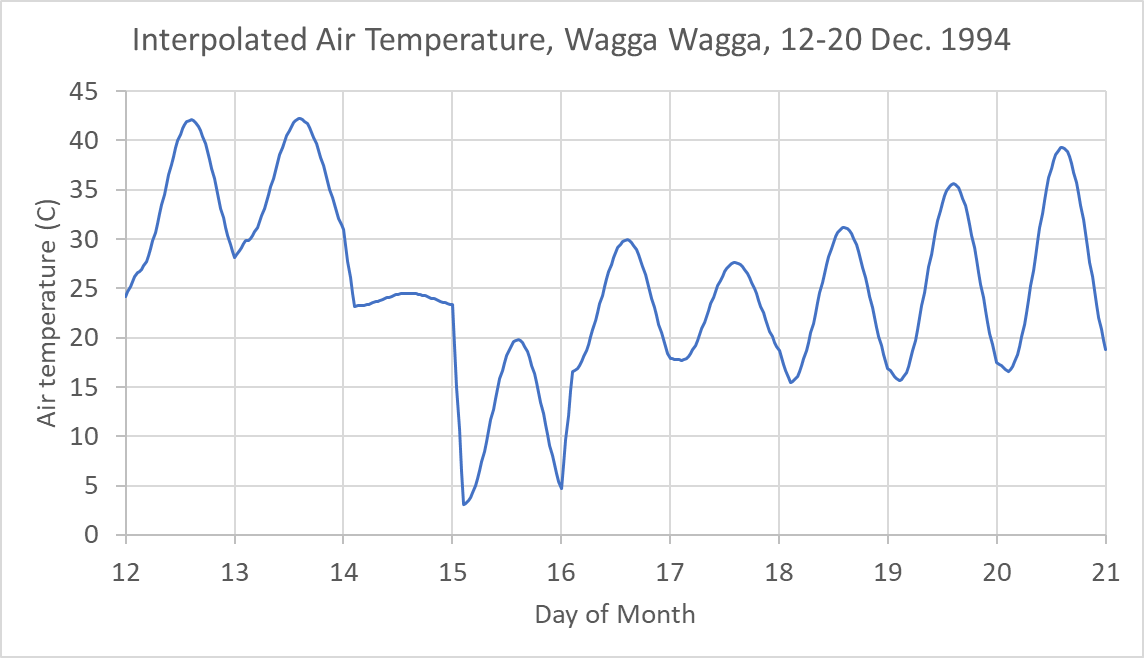 Interpolated Air Temperature, Wagga Wagga, 12-20 Dec. 1994
Air temperature (C)
45
40
35
30
25
20
15
10
5
0
12 13 14 15 16 17 18 19 20 21
Day of Month